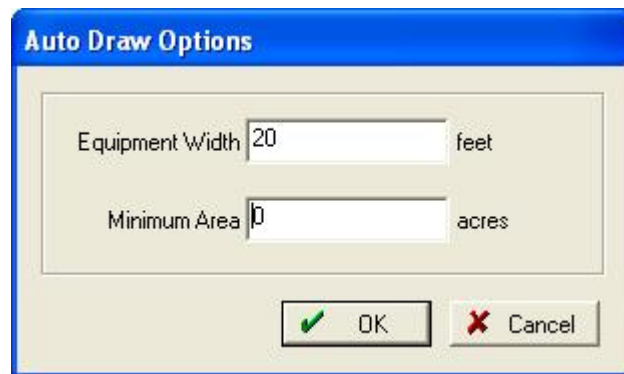 Auto Draw Options
Equipment Width 20 feet
Minimum Area 0 acres
OK Cancel